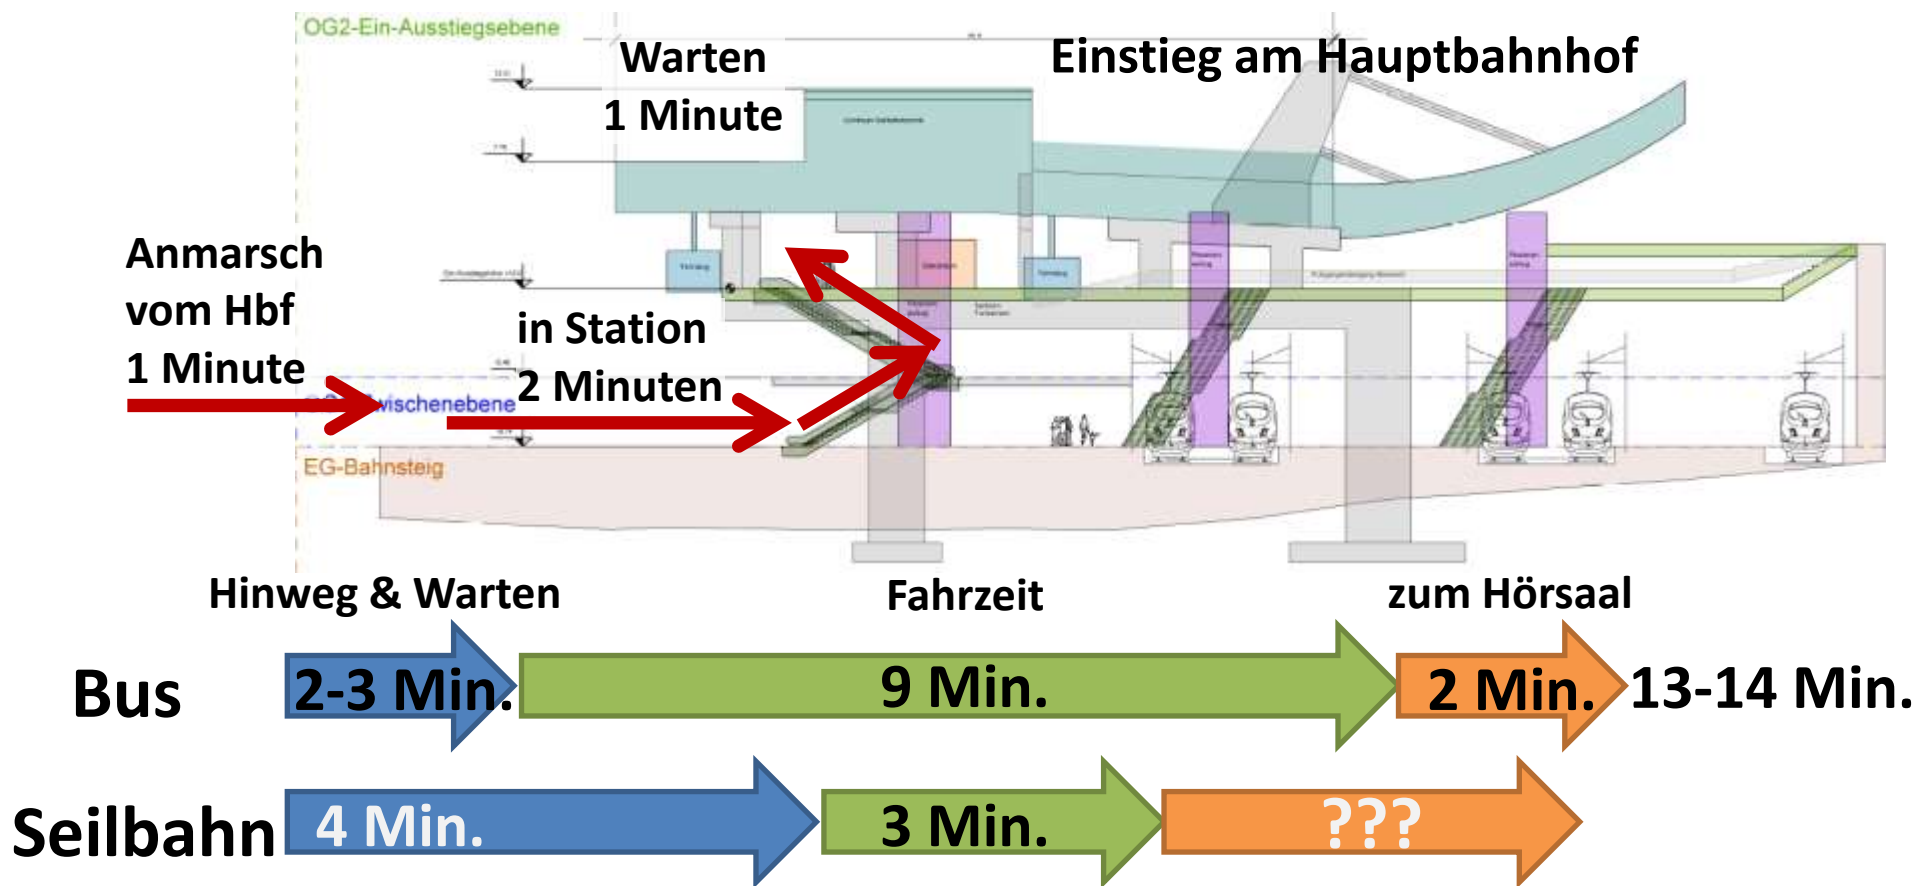 OG2-Ein-Ausstiegsebene
Warten
1 Minute
Einstieg am Hauptbahnhof
Anmarsch
vom Hbf
1 Minute
in Station
2 Minuten
Fahrzeug
Fahrzeug
wischenebene
EG-Bahnsteig
Hinweg & Warten
Fahrzeit
zum Hörsaal
Bus
2-3 Min.
9 Min.
2 Min.
13-14 Min.
Seilbahn
4 Min.
3 Min.
???